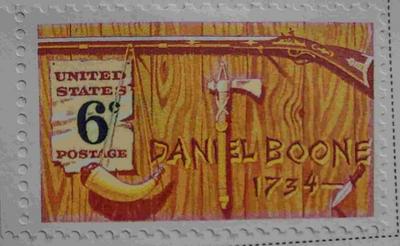 UNITED
STATES
6¢
POSTAGE
DANIEL BOONE
1734–